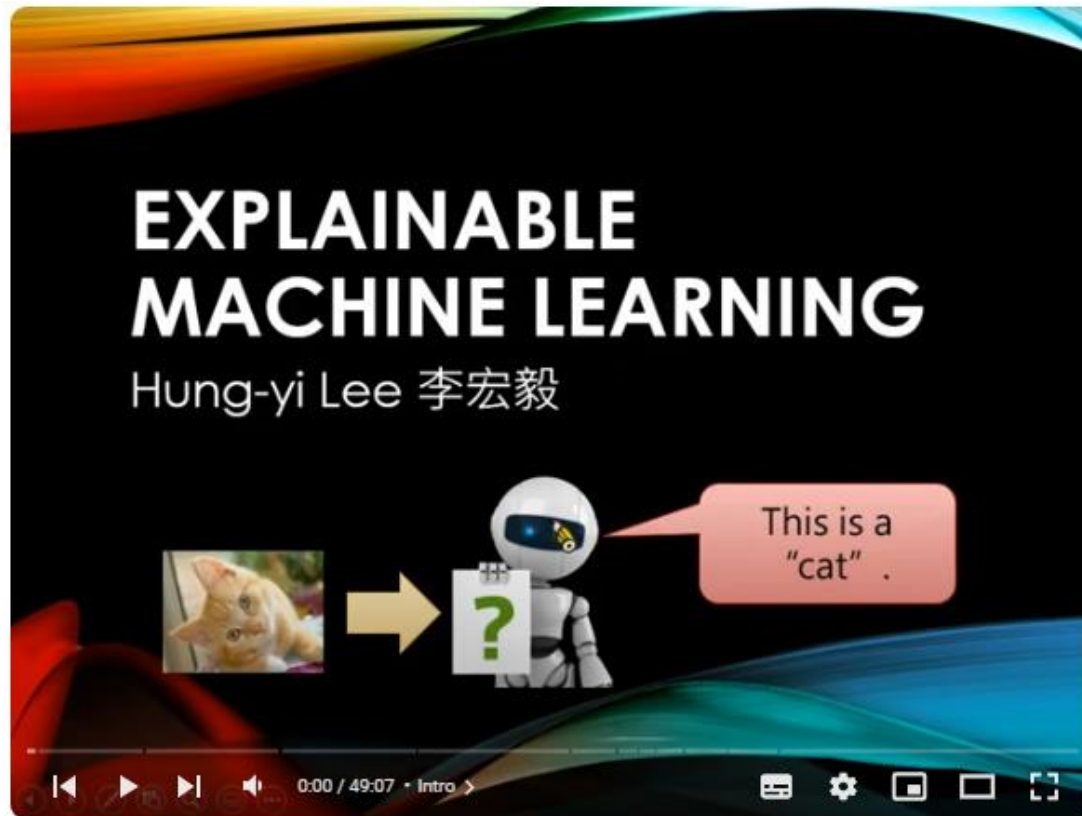 EXPLAINABLE
MACHINE LEARNING
Hung-yi Lee 李宏毅
This is a
"cat" .
?
0:00 / 49:07 • Intro >